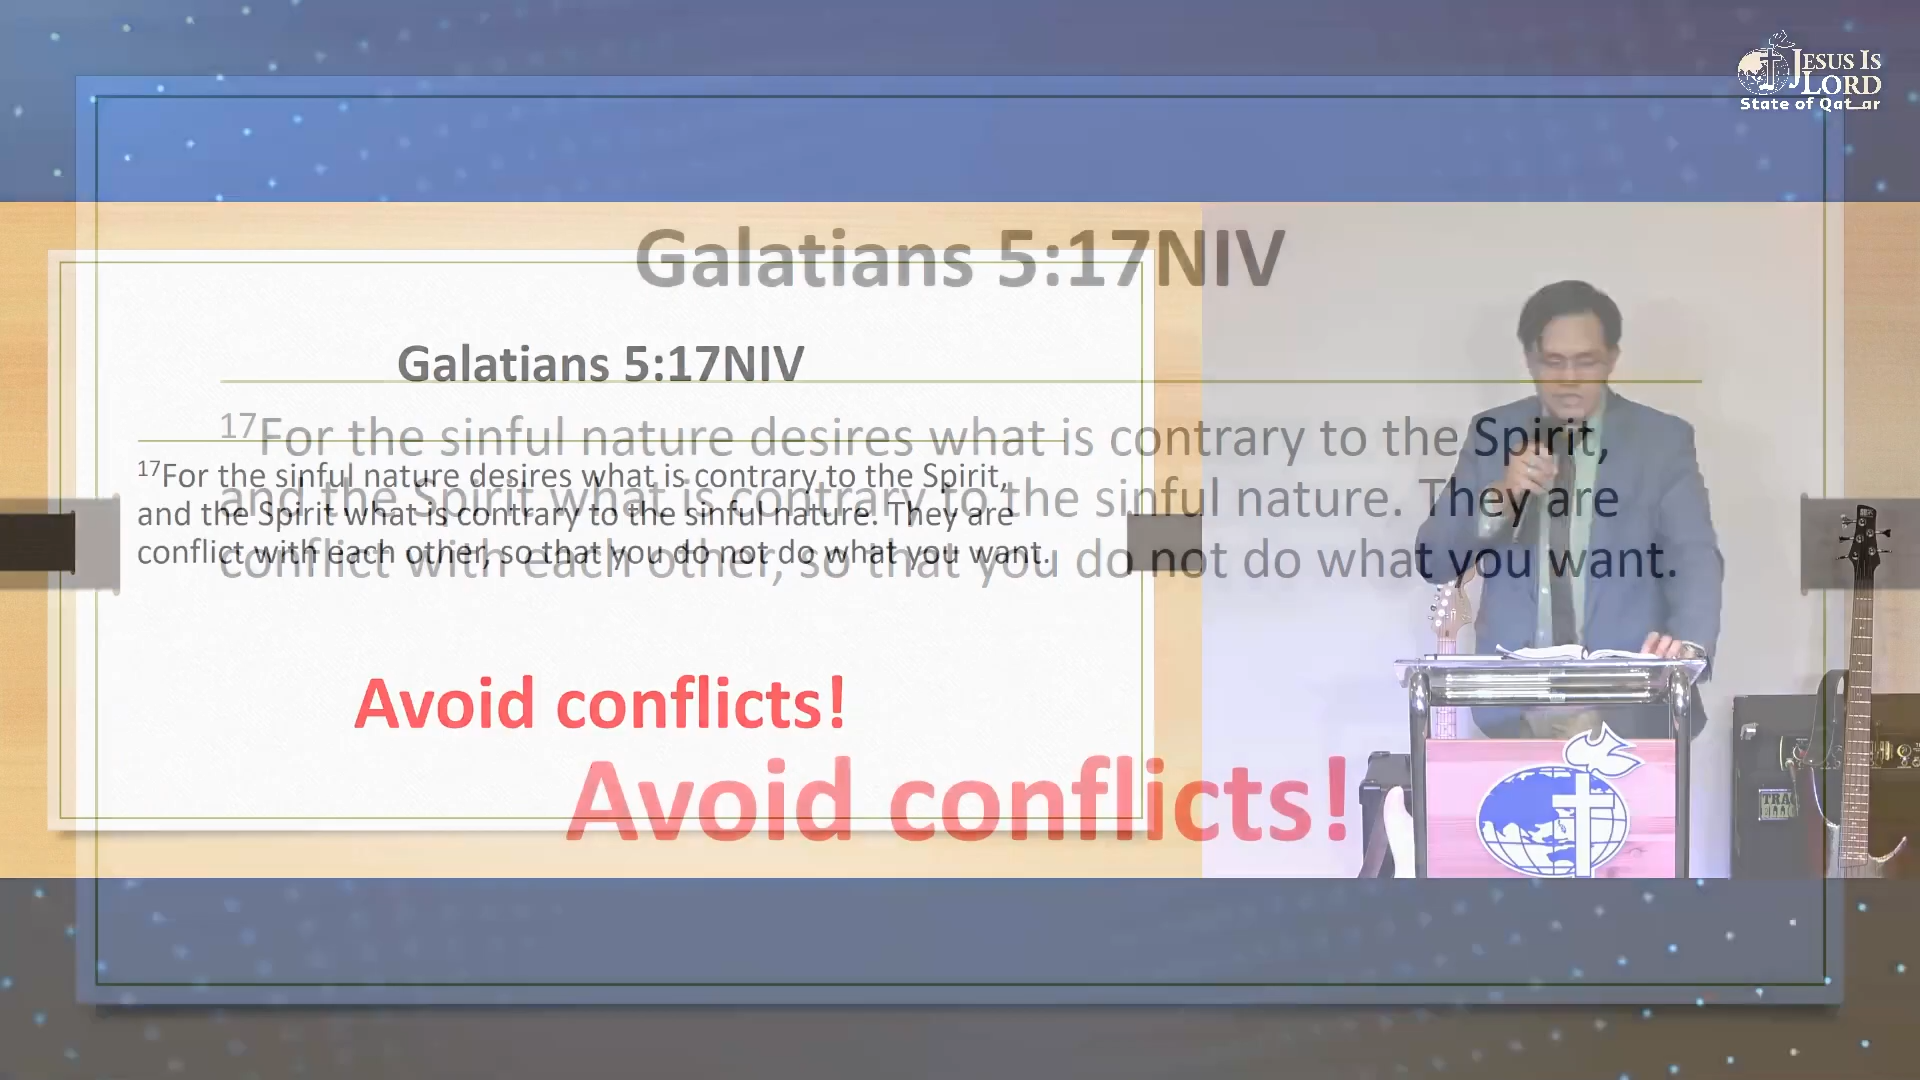 JESUS IS
LORD
State of Qatar
Galatians 5:17NIV
17For the sinful nature desires what is contrary to the Spirit,
and the Spirit what is contrary to the sinful nature. They are
conflict with each other, so that you do not do what you want.
Avoid conflicts!
Galatians 5:17NIV
17For the sinful nature desires what is contrary to the Spirit,
and the Spirit what is contrary to the sinful nature. They are
conflict with each other, so that you do not do what you want.
Avoid conflicts!